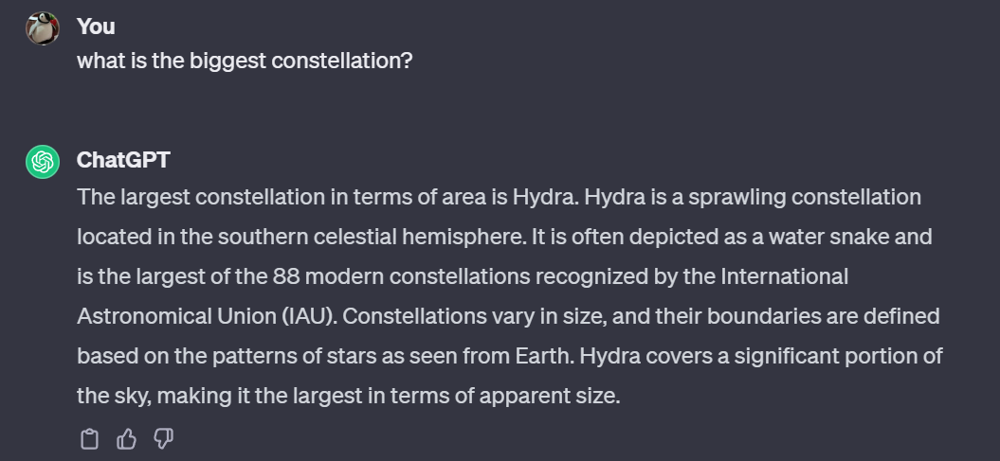 You
what is the biggest constellation?
ChatGPT
The largest constellation in terms of area is Hydra. Hydra is a sprawling constellation
located in the southern celestial hemisphere. It is often depicted as a water snake and
is the largest of the 88 modern constellations recognized by the International
Astronomical Union (IAU). Constellations vary in size, and their boundaries are defined
based on the patterns of stars as seen from Earth. Hydra covers a significant portion of
the sky, making it the largest in terms of apparent size.